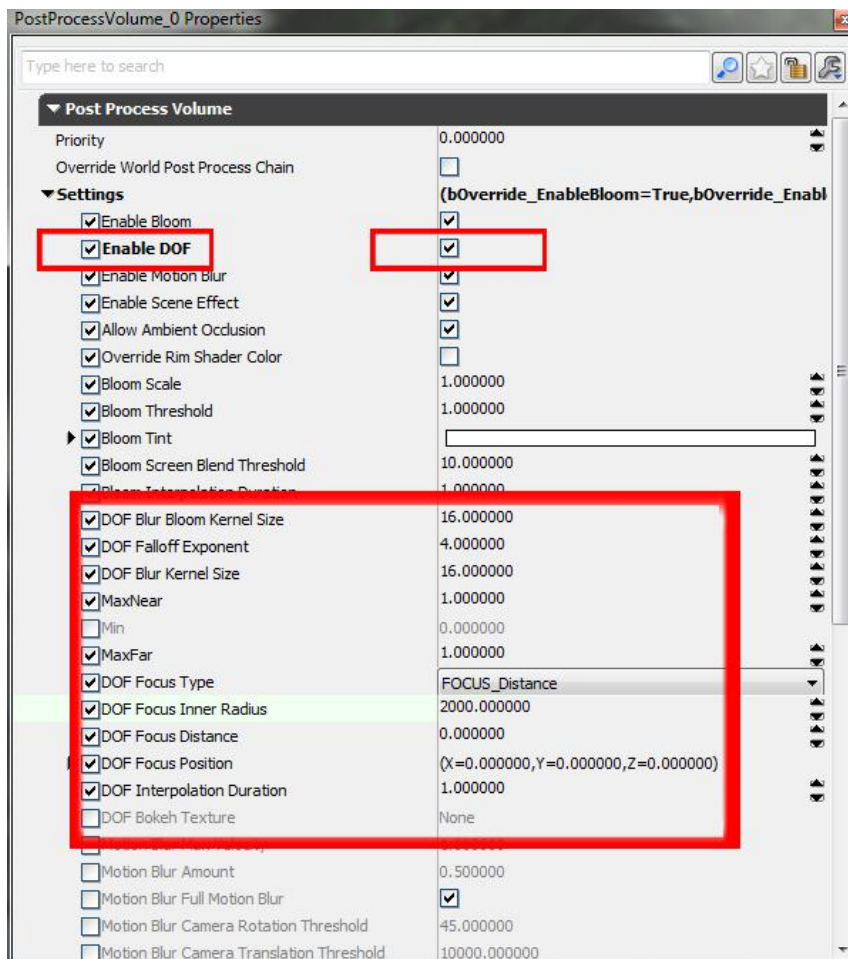 PostProcessVolume_0 Properties
Type here to search
Post Process Volume
Priority 0.000000
Override World Post Process Chain
Settings (bOverride_EnableBloom=True,bOverride_Enabl
Enable Bloom
Enable DOF
Enable Motion Blur
Enable Scene Effect
Allow Ambient Occlusion
Override Rim Shader Color
Bloom Scale 1.000000
Bloom Threshold 1.000000
Bloom Tint
Bloom Screen Blend Threshold 10.000000
Bloom Interpolation Duration 1.000000
DOF Blur Bloom Kernel Size 16.000000
DOF Falloff Exponent 4.000000
DOF Blur Kernel Size 16.000000
MaxNear 1.000000
Min 0.000000
MaxFar 1.000000
DOF Focus Type FOCUS_Distance
DOF Focus Inner Radius 2000.000000
DOF Focus Distance 0.000000
DOF Focus Position (X=0.000000,Y=0.000000,Z=0.000000)
DOF Interpolation Duration 1.000000
DOF Bokeh Texture None
Motion Blur Amount 0.500000
Motion Blur Full Motion Blur
Motion Blur Camera Rotation Threshold 45.000000
Motion Blur Camera Translation Threshold 10000.000000